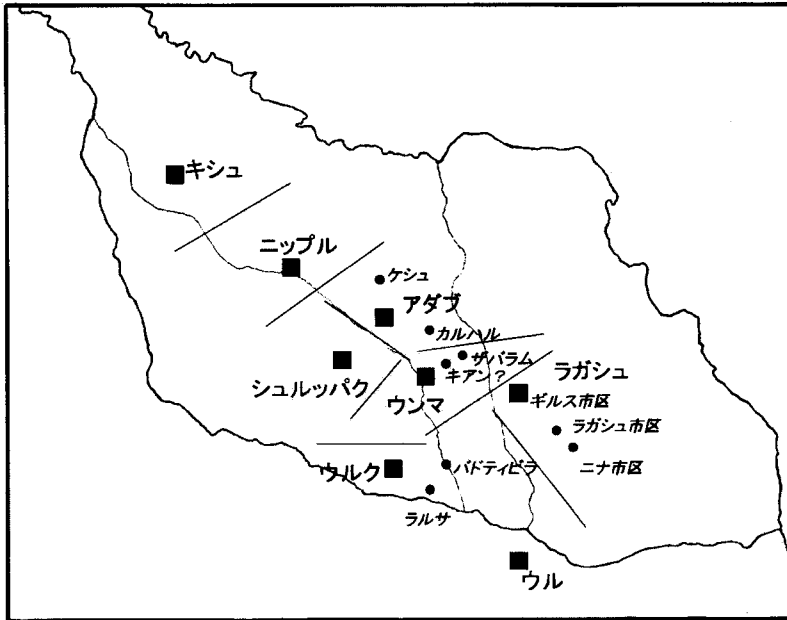 キシュ
ニップル
ケシュ
アダブ
カルハル
ザバラム
キアン？
シュルッパク
ウンマ
ラガシュ
ギルス市区
ラガシュ市区
ニナ市区
ウルク
バドティビラ
ラルサ
ウル